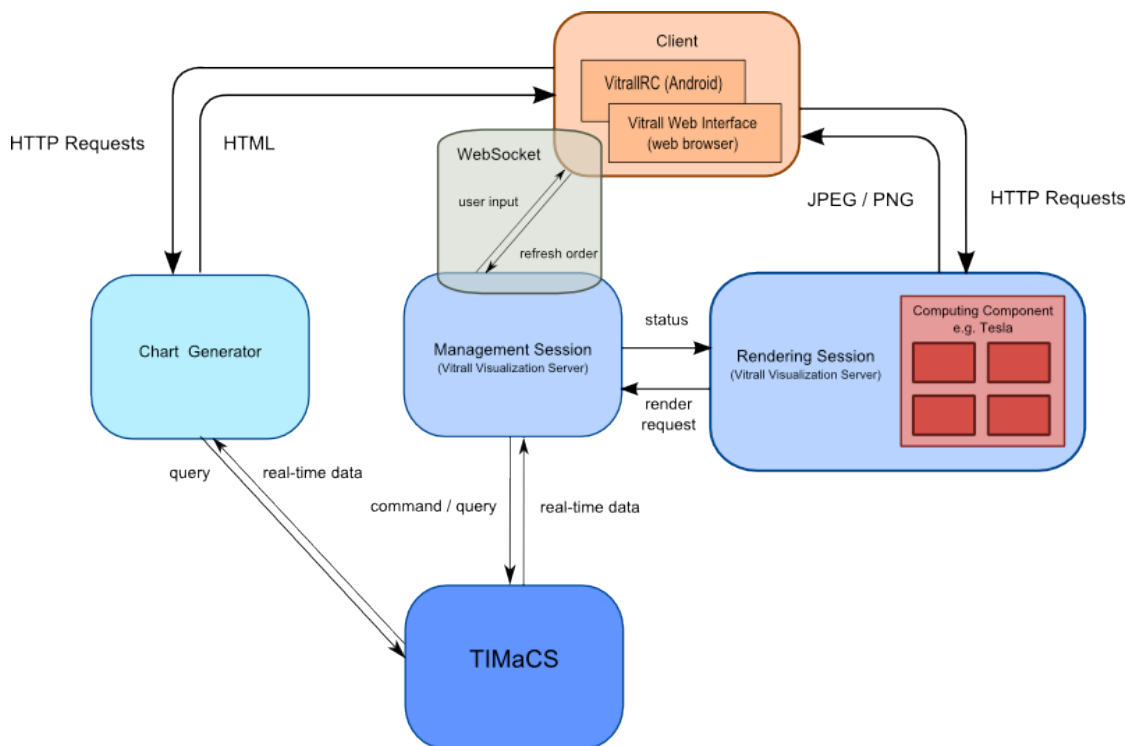 Client
VitrallRC (Android)
Vitrall Web Interface
(web browser)
HTTP Requests
HTML
WebSocket
user input
refresh order
JPEG / PNG
HTTP Requests
Chart Generator
Management Session
(Vitrall Visualization Server)
status
render
request
Rendering Session
(Vitrall Visualization Server)
Computing Component
e.g. Tesla
query
real-time data
command / query
real-time data
TIMaCS